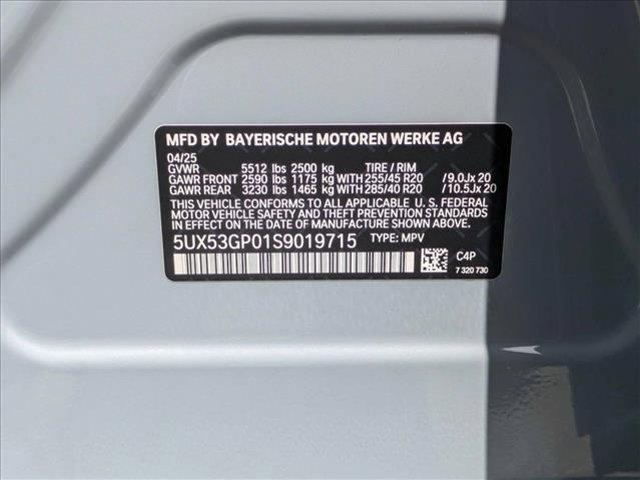 MFD BY BAYERISCHE MOTOREN WERKE AG
04/25
GVWR 5512 lbs 2500 kg TIRE / RIM
GAWR FRONT 2590 lbs 1175 kg WITH 255/45 R20 /9.0Jx 20
GAWR REAR 3230 lbs 1465 kg WITH 285/40 R20 /10.5Jx 20
THIS VEHICLE CONFORMS TO ALL APPLICABLE U. S. FEDERAL
MOTOR VEHICLE SAFETY AND THEFT PREVENTION STANDARDS
IN EFFECT ON THE DATE OF MANUFACTURE SHOWN ABOVE.
5UX53GP01S9019715 TYPE: MPV
C4P
7 320 730